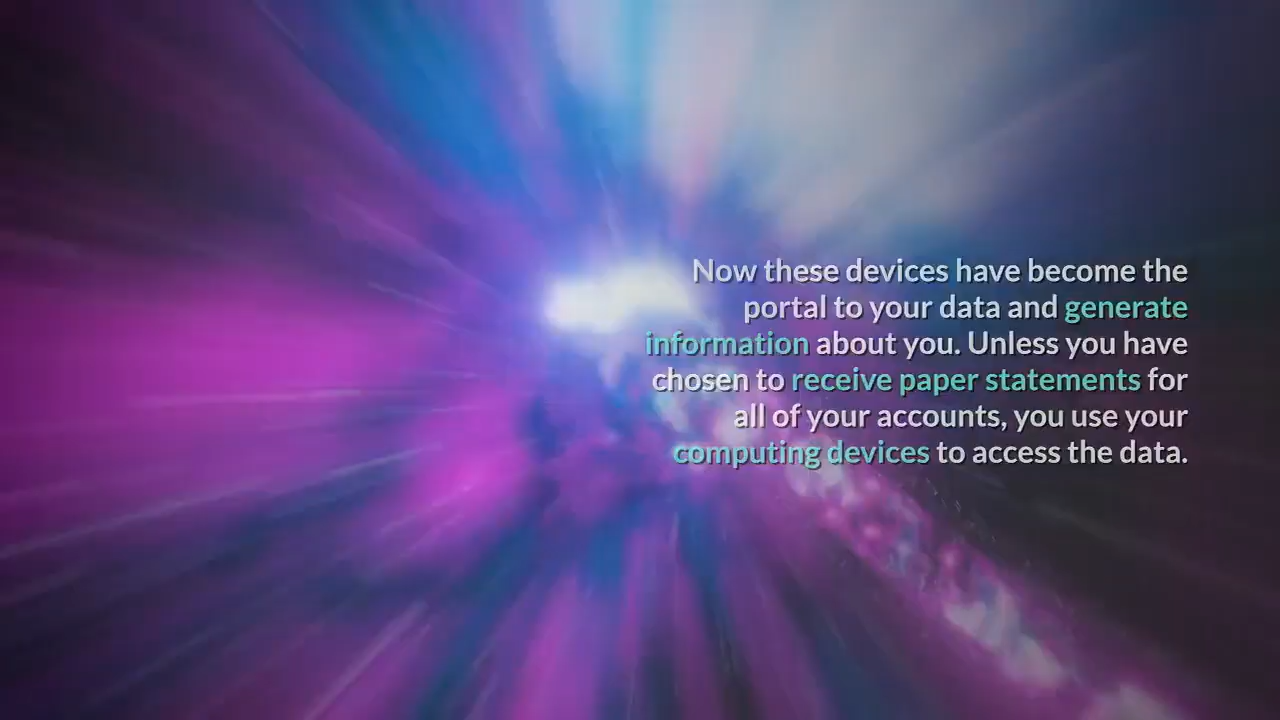 Now these devices have become the
portal to your data and generate
information about you. Unless you have
chosen to receive paper statements for
all of your accounts, you use your
computing devices to access the data.